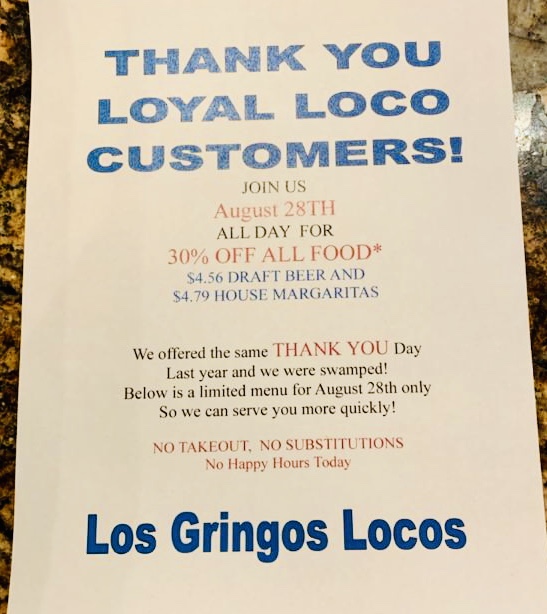 THANK YOU
LOYAL LOCO
CUSTOMERS!
JOIN US
August 28TH
ALL DAY FOR
30% OFF ALL FOOD*
$4.56 DRAFT BEER AND
$4.79 HOUSE MARGARITAS
We offered the same THANK YOU Day
Last year and we were swamped!
Below is a limited menu for August 28th only
So we can serve you more quickly!
NO TAKEOUT, NO SUBSTITUTIONS
No Happy Hours Today
Los Gringos Locos